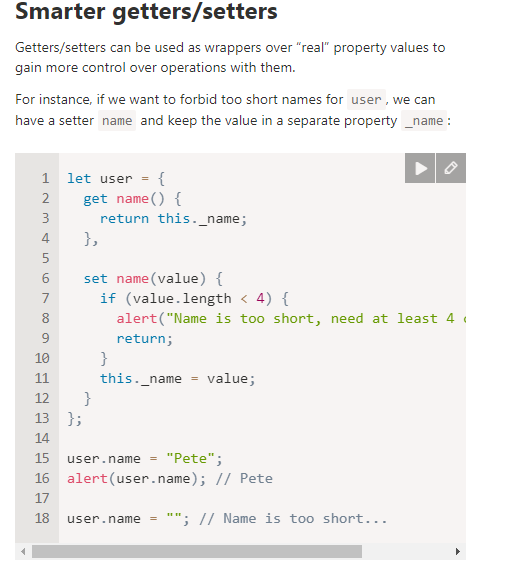 Smarter getters/setters
Getters/setters can be used as wrappers over “real” property values to
gain more control over operations with them.
For instance, if we want to forbid too short names for user , we can
have a setter name and keep the value in a separate property _name :
1 let user = {
2   get name() {
3     return this._name;
4   },
5
6   set name(value) {
7     if (value.length < 4) {
8       alert("Name is too short, need at least 4
9       return;
10     }
11     this._name = value;
12   }
13 };
14
15 user.name = "Pete";
16 alert(user.name); // Pete
17
18 user.name = ""; // Name is too short...